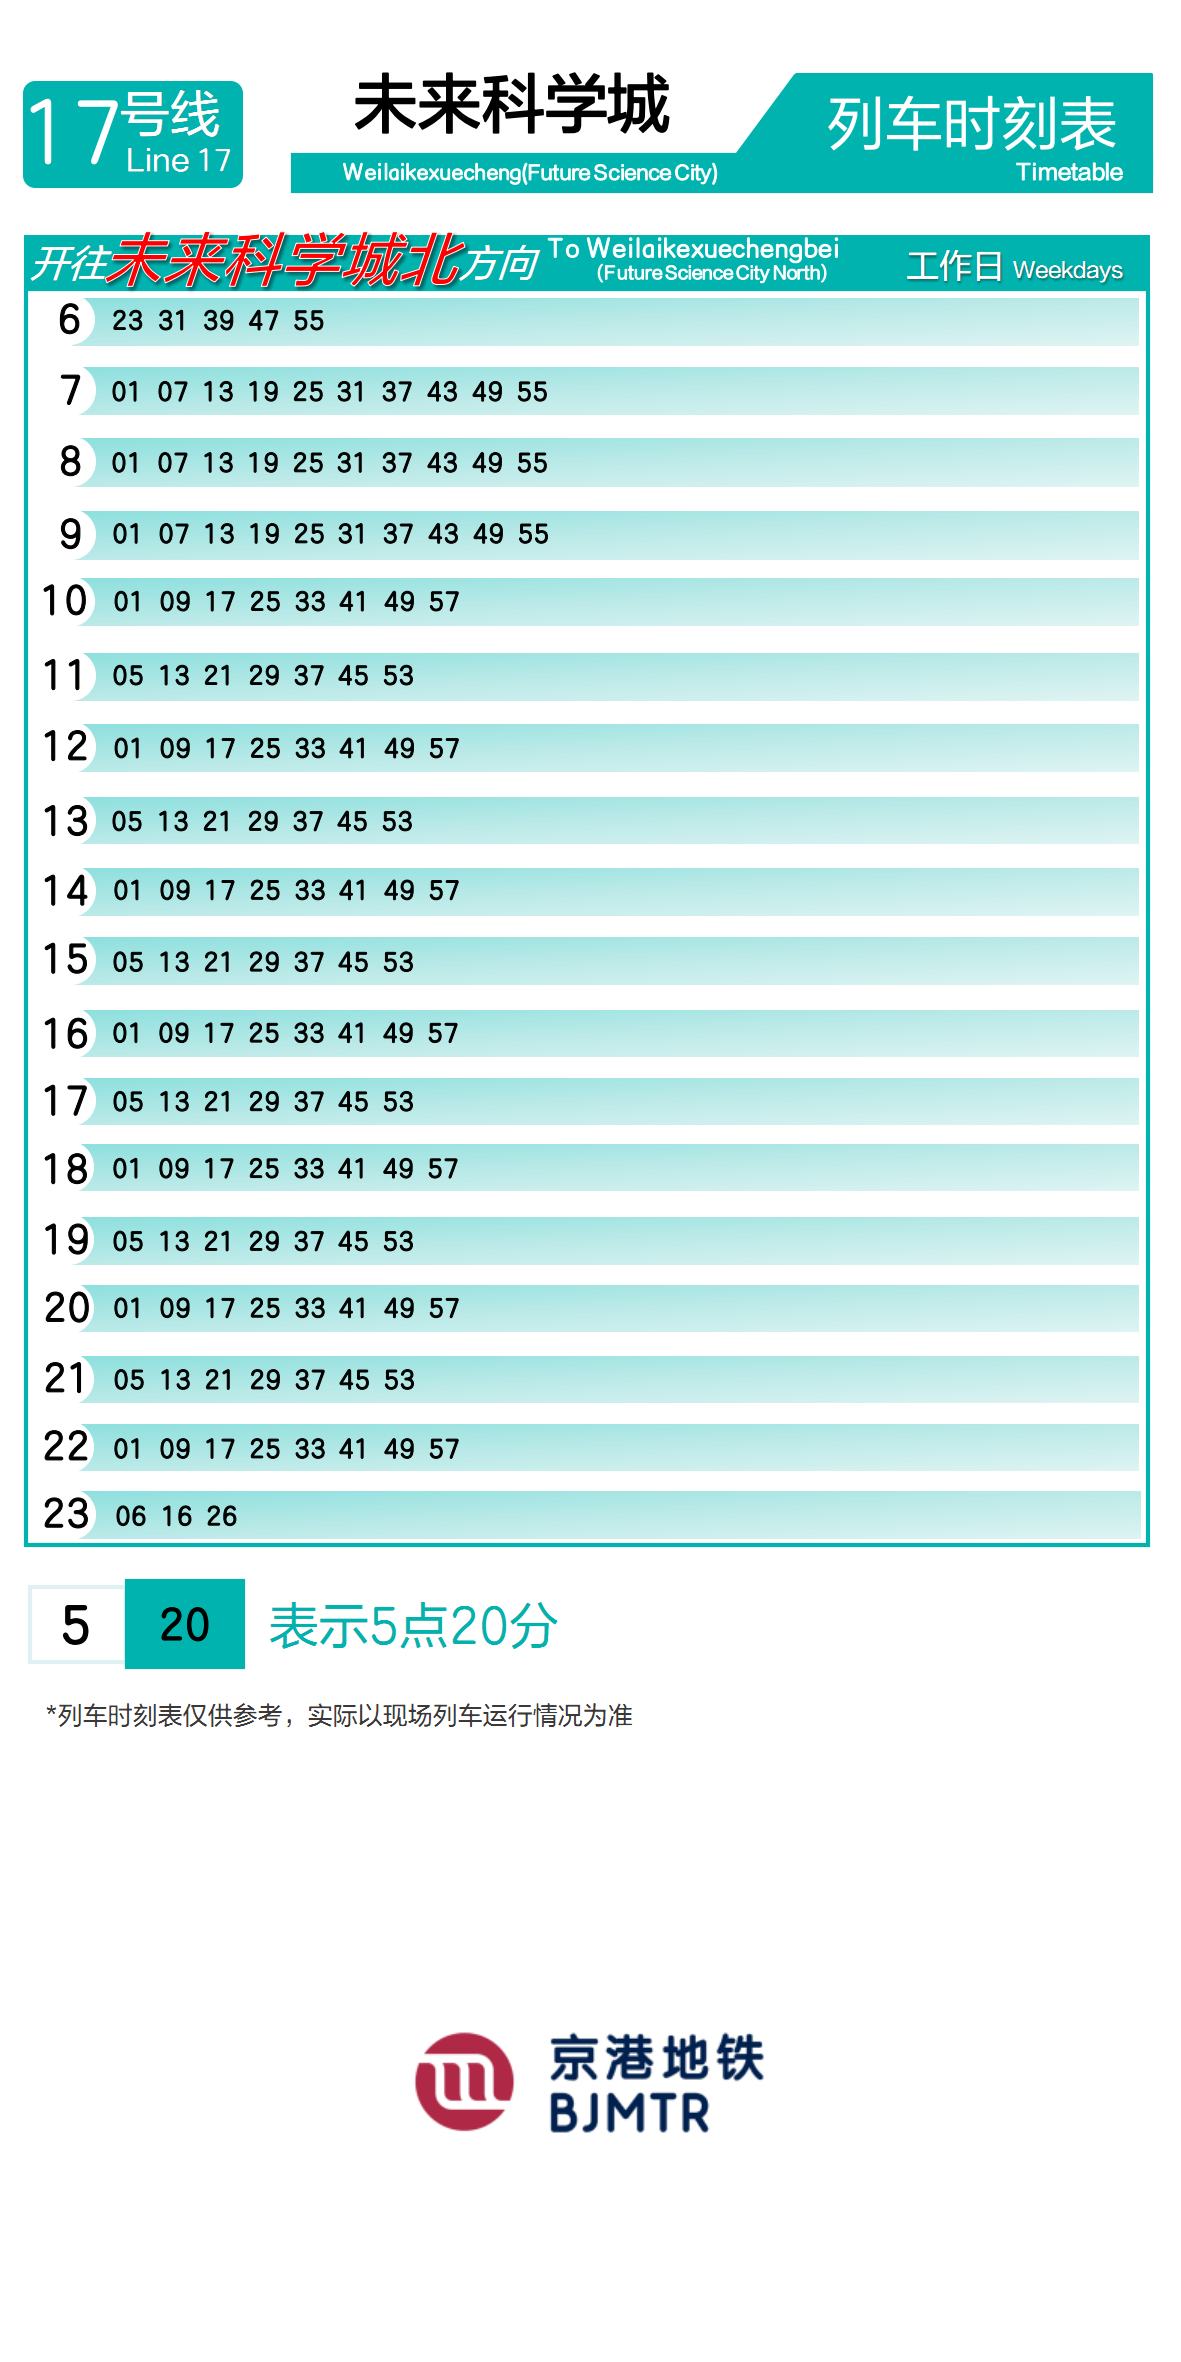 17号线
Line 17
未来科学城
Weilaikexuecheng(Future Science City)
列车时刻表
Timetable
开往未来科学城北方向 To Weilaikexuechengbei
(Future Science City North)
工作日 Weekdays
6 23 31 39 47 55
7 01 07 13 19 25 31 37 43 49 55
8 01 07 13 19 25 31 37 43 49 55
9 01 07 13 19 25 31 37 43 49 55
10 01 09 17 25 33 41 49 57
11 05 13 21 29 37 45 53
12 01 09 17 25 33 41 49 57
13 05 13 21 29 37 45 53
14 01 09 17 25 33 41 49 57
15 05 13 21 29 37 45 53
16 01 09 17 25 33 41 49 57
17 05 13 21 29 37 45 53
18 01 09 17 25 33 41 49 57
19 05 13 21 29 37 45 53
20 01 09 17 25 33 41 49 57
21 05 13 21 29 37 45 53
22 01 09 17 25 33 41 49 57
23 06 16 26
5 20 表示5点20分
*列车时刻表仅供参考，实际以现场列车运行情况为准
京港地铁
BJMTR